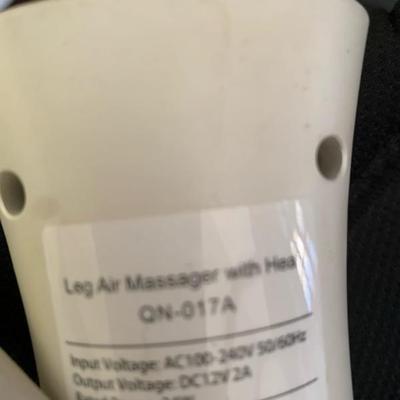 Leg Air Massager with Hea
QN-017A
Input Voltage: AC100-240V 50/60Hz
Output Voltage: DC12V 2A